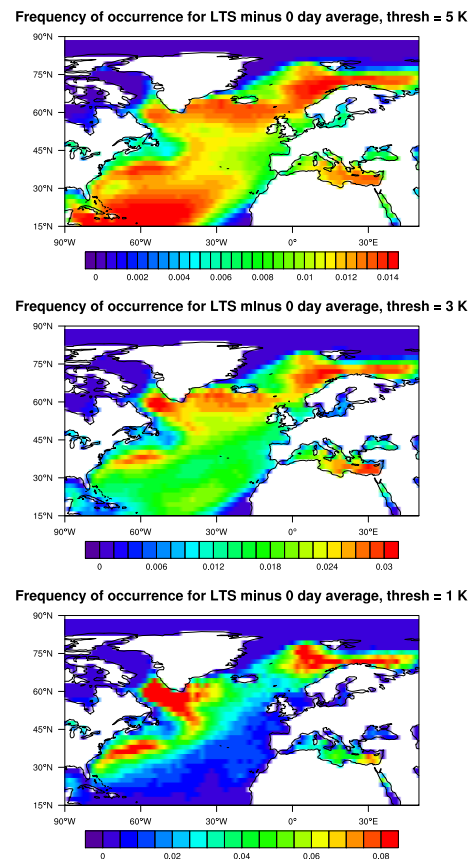 Frequency of occurrence for LTS minus 0 day average, thresh = 5 K
90°N
75°N
60°N
45°N
30°N
15°N
90°W 60°W 30°W 0° 30°E
0 0.002 0.004 0.006 0.008 0.01 0.012 0.014
Frequency of occurrence for LTS mInus 0 day average, thresh = 3 K
90°N
75°N
60°N
45°N
30°N
15°N
90°W 60°W 30°W 0° 30°E
0 0.006 0.012 0.018 0.024 0.03
Frequency of occurrence for LTS minus 0 day average, thresh = 1 K
90°N
75°N
60°N
45°N
30°N
15°N
90°W 60°W 30°W 0° 30°E
0 0.02 0.04 0.06 0.08